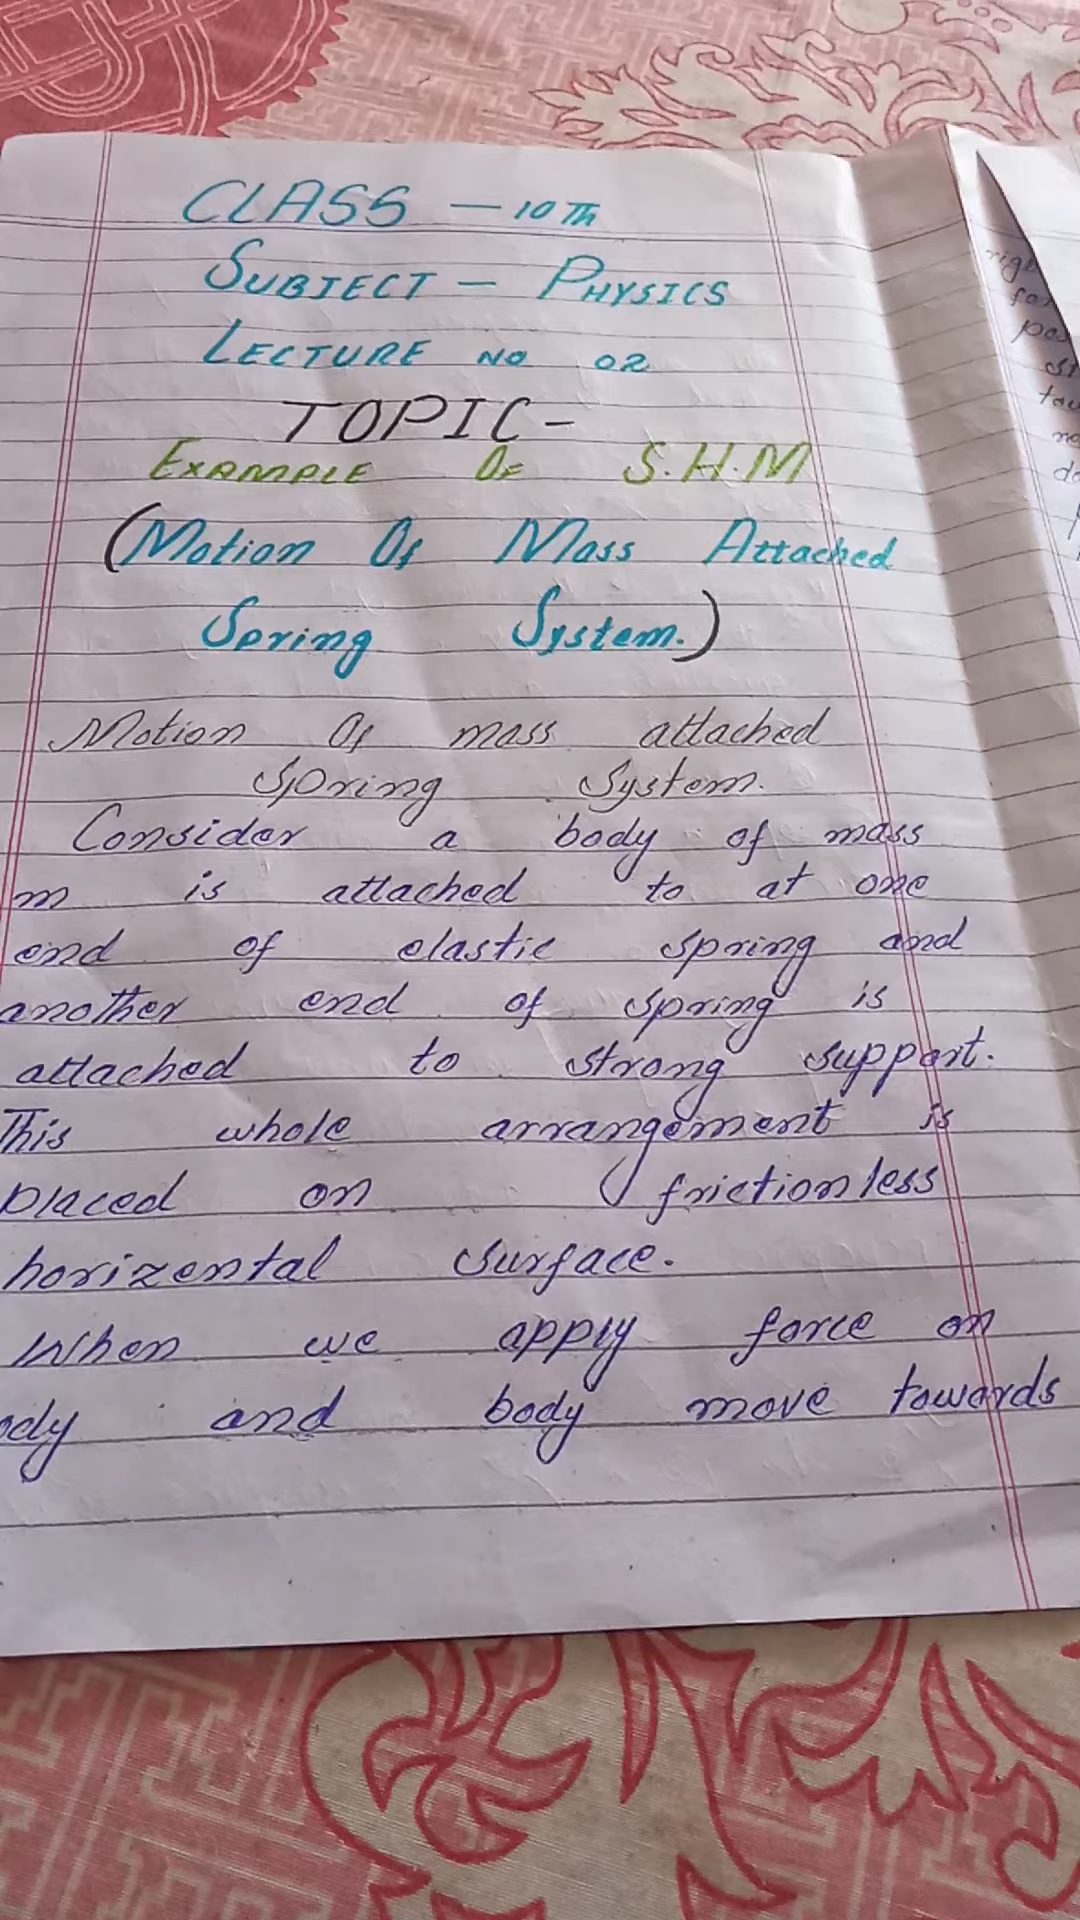 CLASS — 10Th
SUBJECT — PHYSICS
LECTURE NO 02
TOPIC-
EXAMPLE OF S.H.M
(Motion Of Mass Attached
Spring System.)
Motion Of mass attached
Spring System.
Consider a body of mass
m is attached to at one
end of elastic spring and
another end of spring is
attached to strong support.
This whole arrangement is
placed on frictionless
horizental surface.
When we apply force on
ody and body move towards